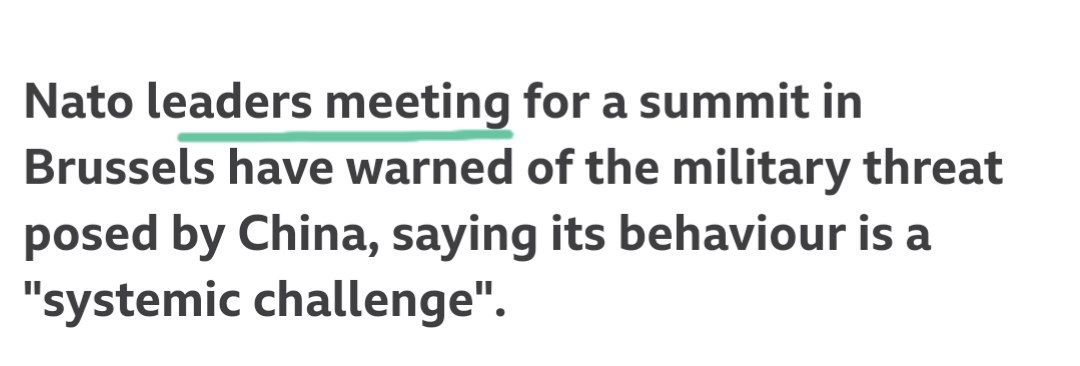 Nato leaders meeting for a summit in
Brussels have warned of the military threat
posed by China, saying its behaviour is a
"systemic challenge".